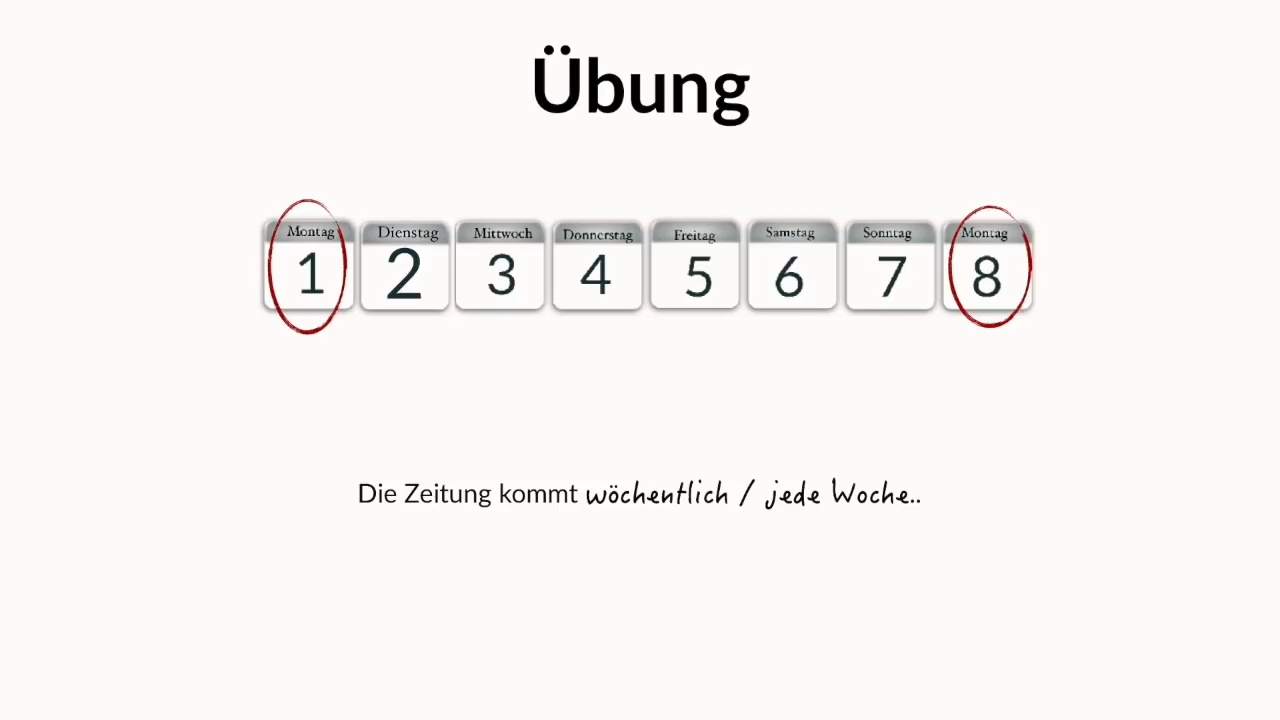 Übung
Montag Dienstag Mittwoch Donnerstag Freitag Samstag Sonntag Montag
1 2 3 4 5 6 7 8
Die Zeitung kommt wöchentlich / jede Woche..